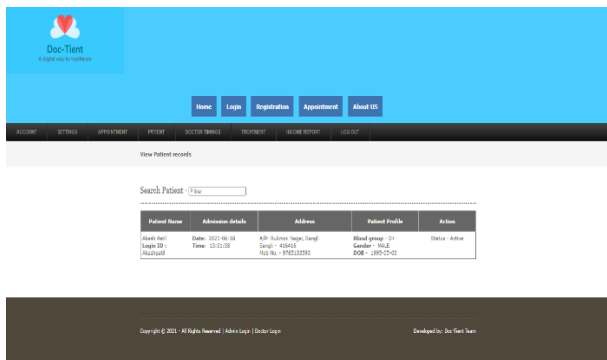 Doc-Tient
A digital way to healthcare
Home Login Registration Appointment About US
ACCOUNT SETTINGS APPOINTMENT PATIENT DOCTOR TIMINGS TREATMENT INCOME REPORT LOG OUT
View Patient records
Search Patient - Filter
Patient Name Admission details Address Patient Profile Action
Akash Patil Date: 2021-06-18 A/P- Rukmini Nagar, Sangli Blood group - O+ Status - Active
Login ID : Time: 13:51:58 Sangli - 416416 Gender - MALE
Akashpatil Mob No. - 9765133593 DOB - 1995-05-03
Copyright © 2021 - All Rights Reserved | Admin Login | Doctor Login Developed by: Doc-Tient Team